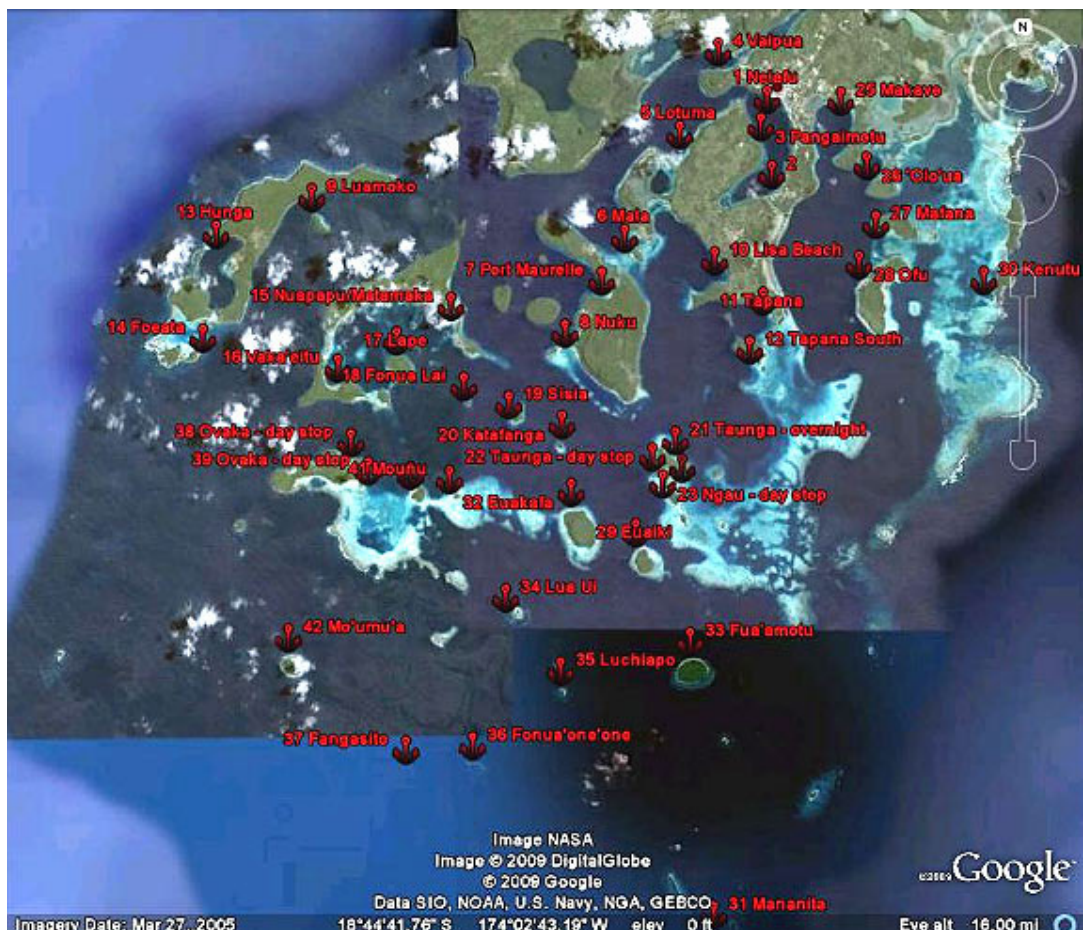 N
4 Vaipua
1 Neiafu
25 Makave
5 Lotuma
3 Pangaimotu
2
26 'Olo'ua
9 Luamoko
13 Hunga
6 Mala
27 Mafana
10 Lisa Beach
7 Port Maurelle
28 Ofu
30 Kenutu
15 Nuapapu/Matamaka
11 Tapana
14 Foeata
8 Nuku
17 Lape
12 Tapana South
16 Vaka'eitu
18 Fonua Lai
19 Sisia
38 Ovaka - day stop
20 Katafanga
21 Taunga - overnight
39 Ovaka - day stop
22 Taunga - day stop
41 Mounu
32 Euakafa
23 Ngau - day stop
29 Euaiki
34 Lua Ui
42 Mo'umu'a
33 Fua'amotu
35 Luchiapo
37 Fangasito
36 Fonua'one'one
Image NASA
Image © 2009 DigitalGlobe
© 2009 Google
©2009 Google
Data SIO, NOAA, U.S. Navy, NGA, GEBCO
31 Mananita
Imagery Date: Mar 27, 2005 18°44'41.76" S 174°02'43.19" W elev 0 ft Eye alt 16.00 mi